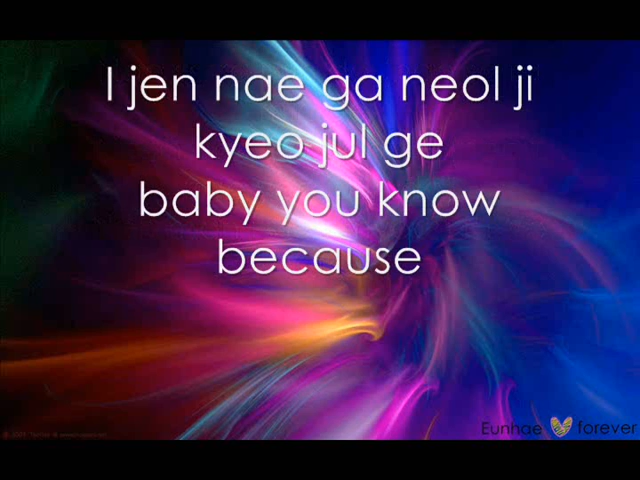 I jen nae ga neol ji
kyeo jul ge
baby you know
because
Eunhae forever